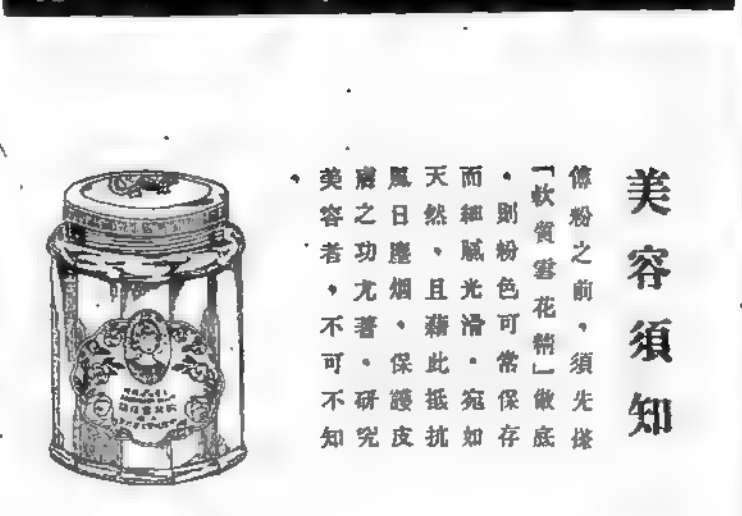 美容須知
傅粉之前，須先搽
「軟質雪花精」做底
，則粉色可常保存
而細膩光滑。宛如
天然，且藉此抵抗
風日塵烟，保護皮
膚之功尤著。研究
美容者，不可不知
。